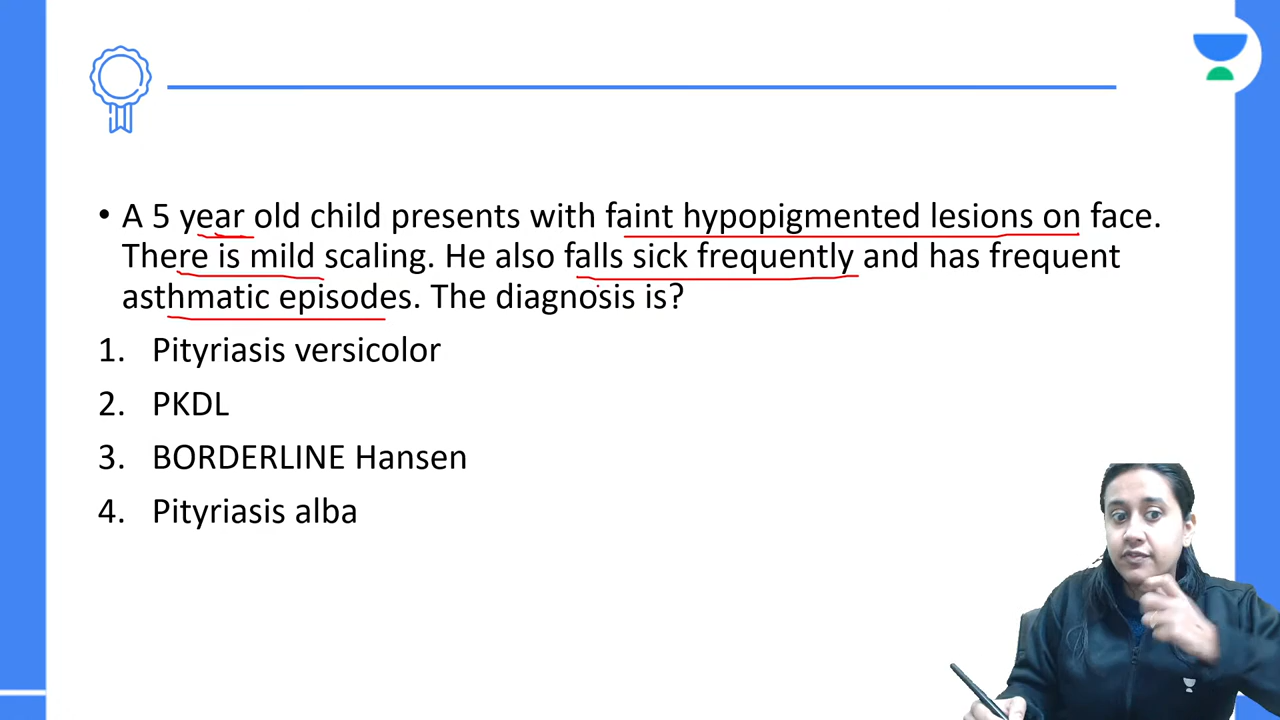 • A 5 year old child presents with faint hypopigmented lesions on face.
There is mild scaling. He also falls sick frequently and has frequent
asthmatic episodes. The diagnosis is?
1. Pityriasis versicolor
2. PKDL
3. BORDERLINE Hansen
4. Pityriasis alba